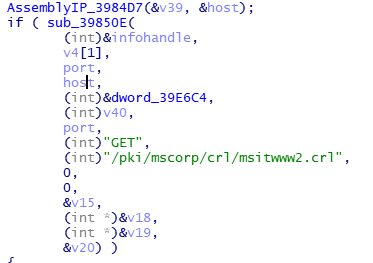 AssemblyIP_3984D7(&v39, &host);
if ( sub_39850E(
(int)&infohandle,
v4[1],
port,
host,
(int)&dword_39E6C4,
(int)v40,
port,
(int)"GET",
(int)"/pki/mscorp/crl/msitwww2.crl",
0,
0,
&v15,
(int *)&v18,
(int *)&v19,
&v20) )
{